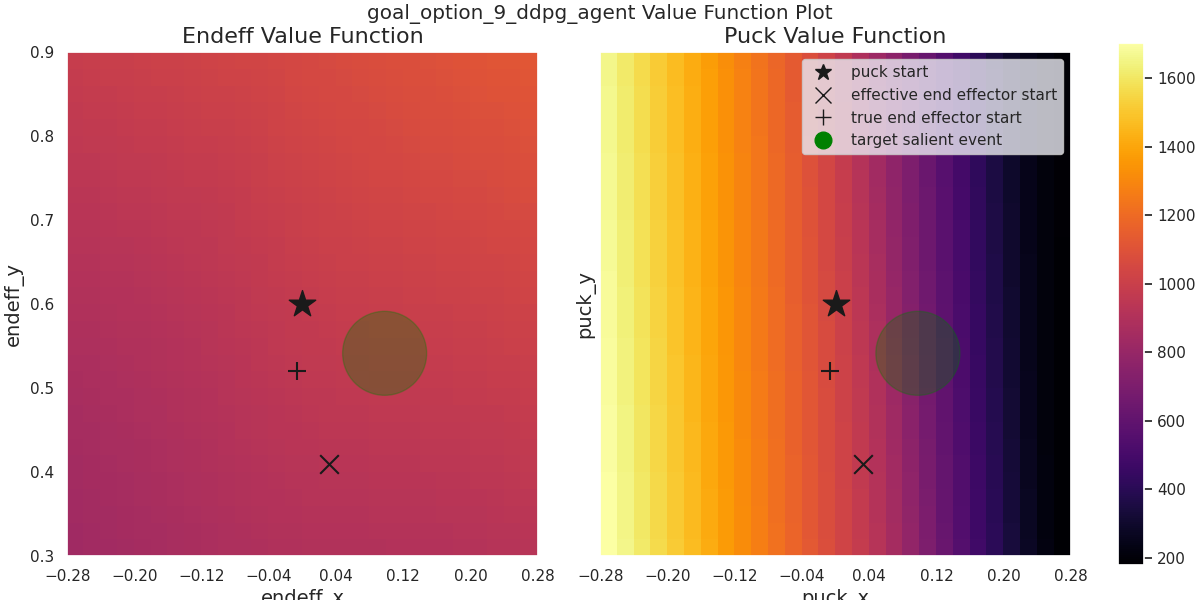 goal_option_9_ddpg_agent Value Function Plot
Endeff Value Function
Puck Value Function
puck start
effective end effector start
true end effector start
target salient event
endeff_y
0.9
0.8
0.7
0.6
0.5
0.4
0.3
−0.28 −0.20 −0.12 −0.04 0.04 0.12 0.20 0.28
endeff_x
puck_y
−0.28 −0.20 −0.12 −0.04 0.04 0.12 0.20 0.28
puck_x
1600
1400
1200
1000
800
600
400
200